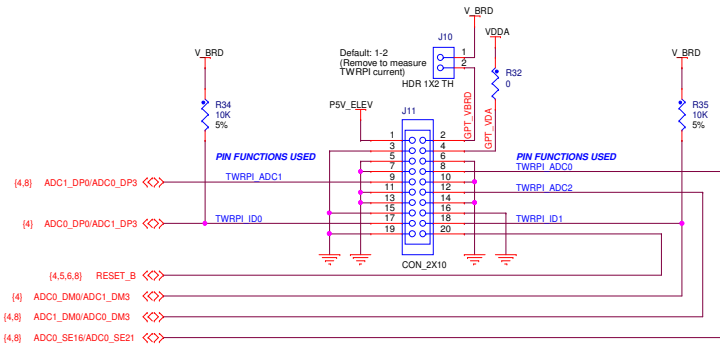 V_BRD
J10
VDDA
V_BRD
V_BRD
Default: 1-2
(Remove to measure
TWRPI current)
1
2
HDR 1X2 TH
R32
0
R34
10K
5%
R35
10K
5%
P5V_ELEV
J11
GPT_VBRD
GPT_VDA
1
2
3
4
5
6
7
8
9
10
11
12
13
14
15
16
17
18
19
20
PIN FUNCTIONS USED
PIN FUNCTIONS USED
TWRPI_ADC0
{4,8} ADC1_DP0/ADC0_DP3
TWRPI_ADC1
TWRPI_ADC2
{4} ADC0_DP0/ADC1_DP3
TWRPI_ID0
TWRPI_ID1
CON_2X10
{4,5,6,8} RESET_B
{4} ADC0_DM0/ADC1_DM3
{4,8} ADC1_DM0/ADC0_DM3
{4,8} ADC0_SE16/ADC0_SE21